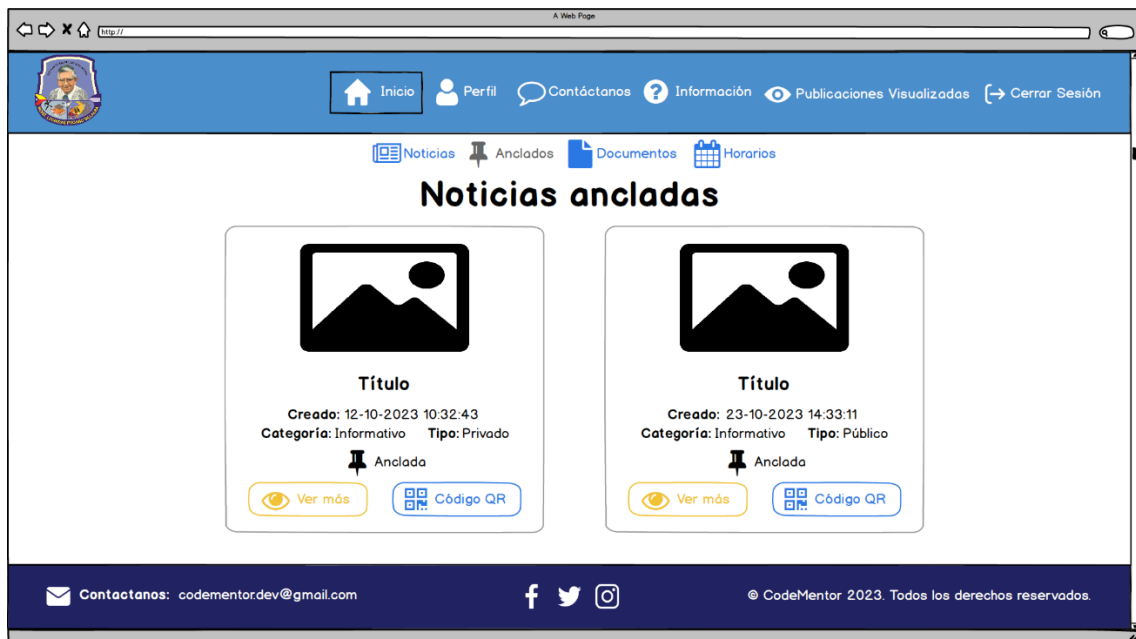 A Web Page
http://
Inicio Perfil Contáctanos Información Publicaciones Visualizadas Cerrar Sesión
Noticias Anclados Documentos Horarios
Noticias ancladas
Título
Creado: 12-10-2023 10:32:43
Categoría: Informativo Tipo: Privado
Anclada
Ver más Código QR
Título
Creado: 23-10-2023 14:33:11
Categoría: Informativo Tipo: Público
Anclada
Ver más Código QR
Contactanos: codementor.dev@gmail.com
© CodeMentor 2023. Todos los derechos reservados.